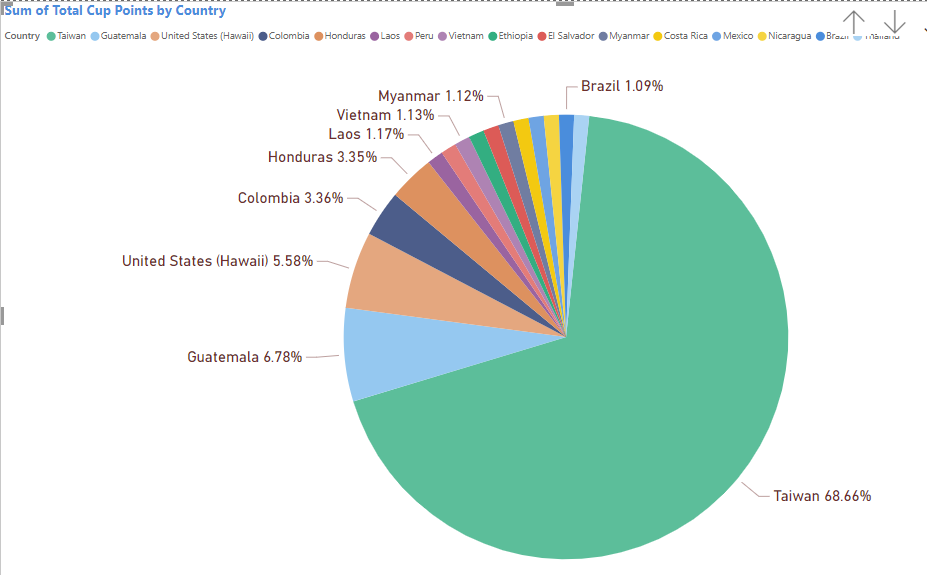 Sum of Total Cup Points by Country
Country Taiwan Guatemala United States (Hawaii) Colombia Honduras Laos Peru Vietnam Ethiopia El Salvador Myanmar Costa Rica Mexico Nicaragua Brazil Thailand
Brazil 1.09%
Myanmar 1.12%
Vietnam 1.13%
Laos 1.17%
Honduras 3.35%
Colombia 3.36%
United States (Hawaii) 5.58%
Guatemala 6.78%
Taiwan 68.66%